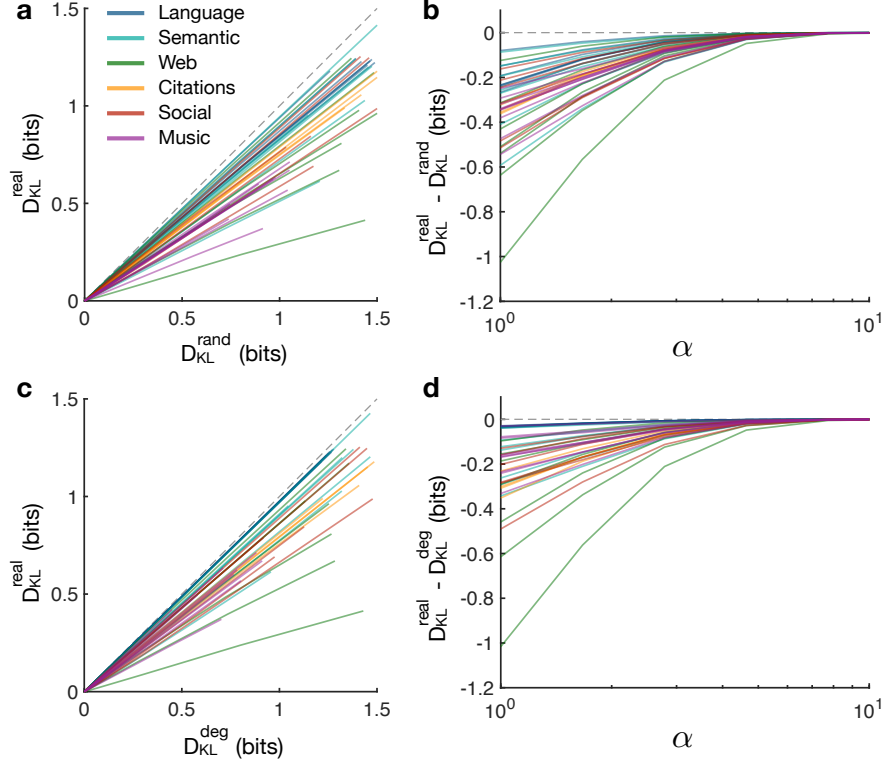 a
Language
Semantic
Web
Citations
Social
Music
1.5
1
0.5
0
0
0.5
1
1.5
D_KL^real (bits)
D_KL^rand (bits)
b
0
-0.2
-0.4
-0.6
-0.8
-1
-1.2
10^0
10^1
D_KL^real - D_KL^rand (bits)
α
c
1.5
1
0.5
0
0
0.5
1
1.5
D_KL^real (bits)
D_KL^deg (bits)
d
0
-0.2
-0.4
-0.6
-0.8
-1
-1.2
10^0
10^1
D_KL^real - D_KL^deg (bits)
α